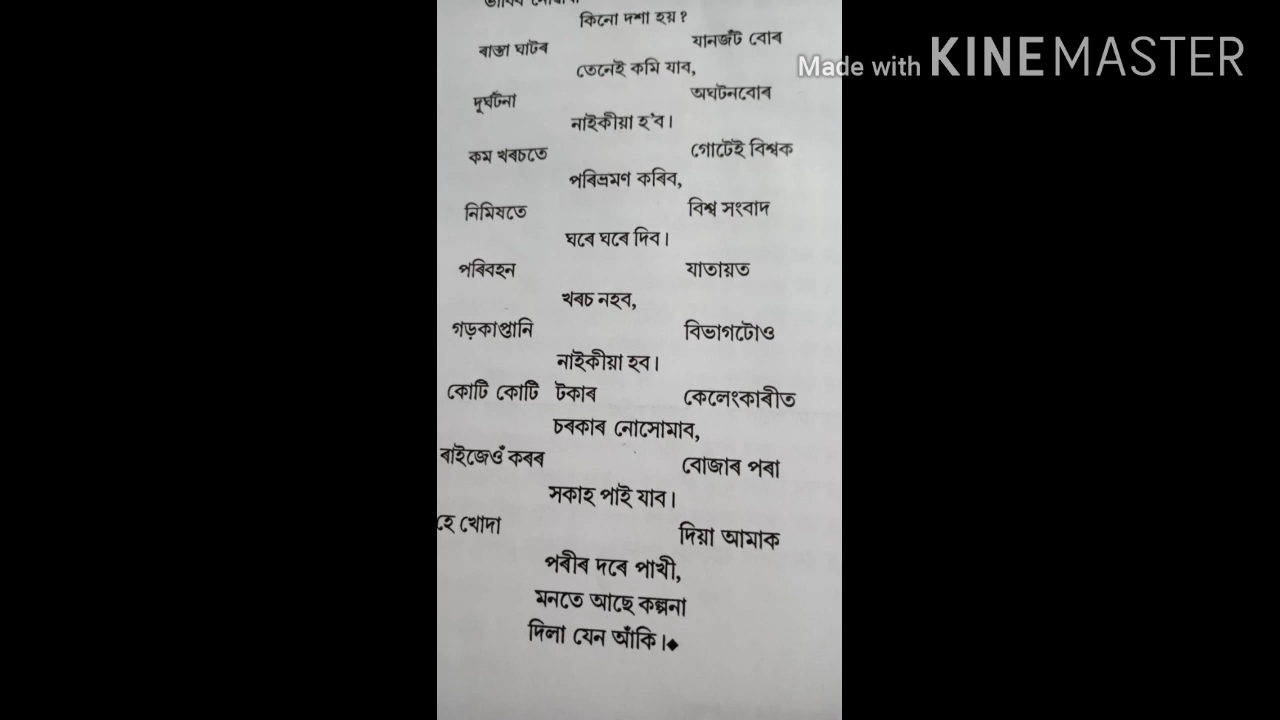 কিনো দশা হয়?
ৰাস্তা ঘাটৰ যানজঁট বোৰ
তেনেই কমি যাব,
দুৰ্ঘটনা অঘটনবোৰ
নাইকীয়া হ'ব।
কম খৰচতে গোটেই বিশ্বক
পৰিভ্ৰমণ কৰিব,
নিমিষতে বিশ্ব সংবাদ
ঘৰে ঘৰে দিব।
পৰিবহন যাতায়ত
খৰচ নহব,
গড়কাপ্তানি বিভাগটোও
নাইকীয়া হব।
কোটি কোটি টকাৰ কেলেংকাৰীত
চৰকাৰ নোসোমাব,
ৰাইজেওঁ কৰৰ বোজাৰ পৰা
সকাহ পাই যাব।
হে খোদা দিয়া আমাক
পৰীৰ দৰে পাখী,
মনতে আছে কল্পনা
দিলা যেন আঁকি।◆
Made with KINEMASTER